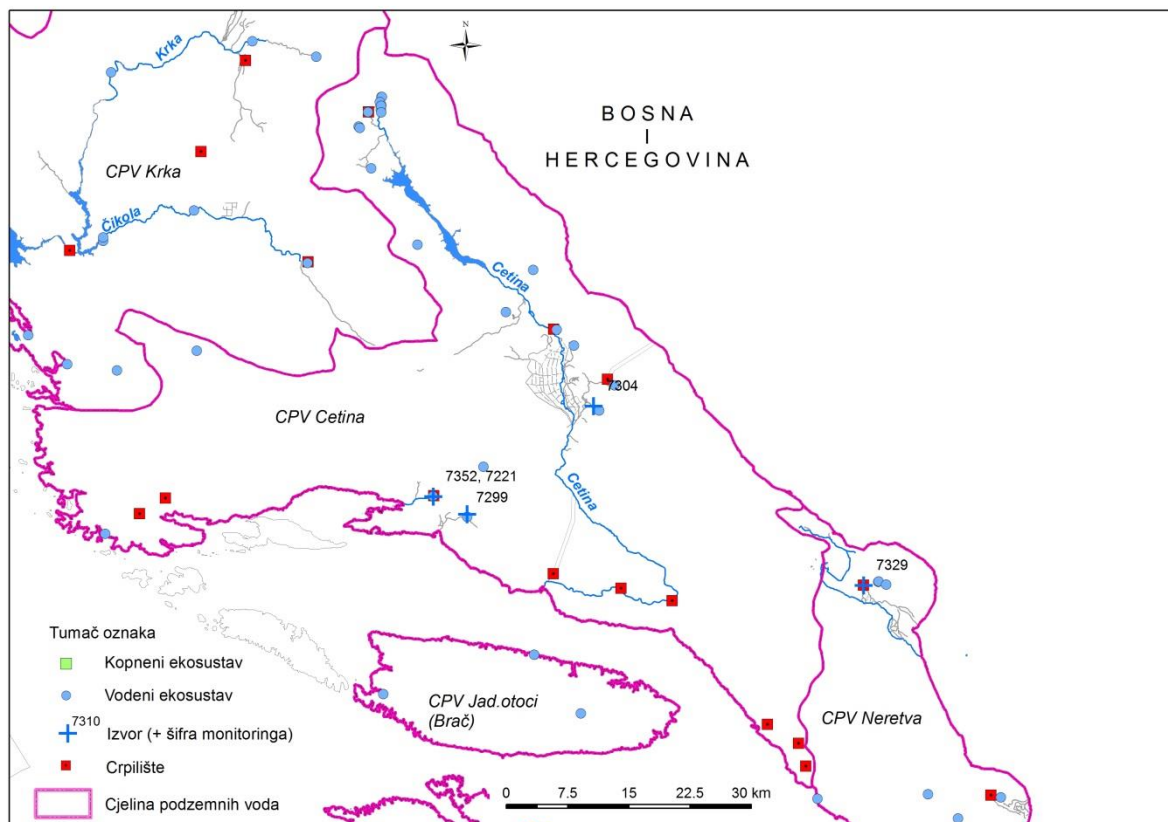 N
Krka
BOSNA
I
HERCEGOVINA
CPV Krka
Čikola
Cetina
7304
CPV Cetina
7352, 7221
7299
Cetina
7329
Tumač oznaka
Kopneni ekosustav
Vodeni ekosustav
7310 Izvor (+ šifra monitoringa)
Crpilište
Cjelina podzemnih voda
CPV Jad.otoci
(Brač)
CPV Neretva
0 7.5 15 22.5 30 km